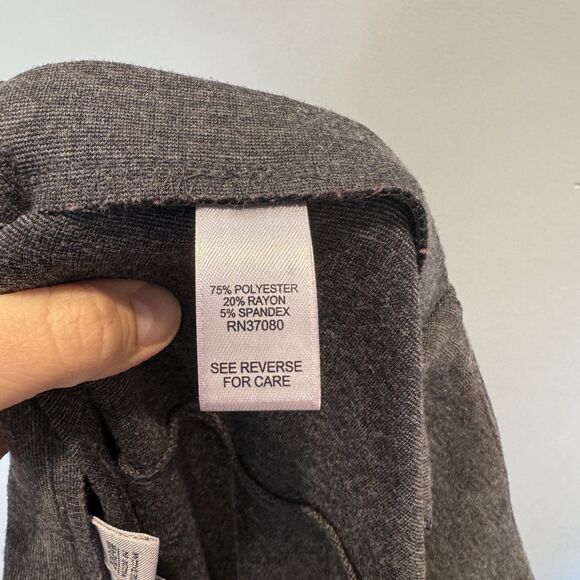 75% POLYESTER
20% RAYON
5% SPANDEX
RN37080
SEE REVERSE
FOR CARE